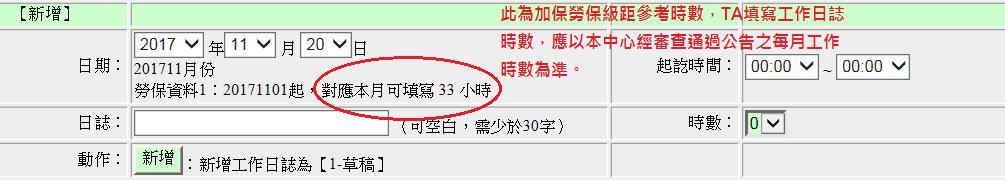 【新增】
此為加保勞保級距參考時數，TA填寫工作日誌
時數，應以本中心經審查通過公告之每月工作
時數為準。
日期：
2017 年 11 月 20 日
201711月份
勞保資料1：20171101起，對應本月可填寫 33 小時
起訖時間：
00:00 ~ 00:00
日誌：
（可空白，需少於30字）
時數：
0
動作：
新增：新增工作日誌為【1-草稿】